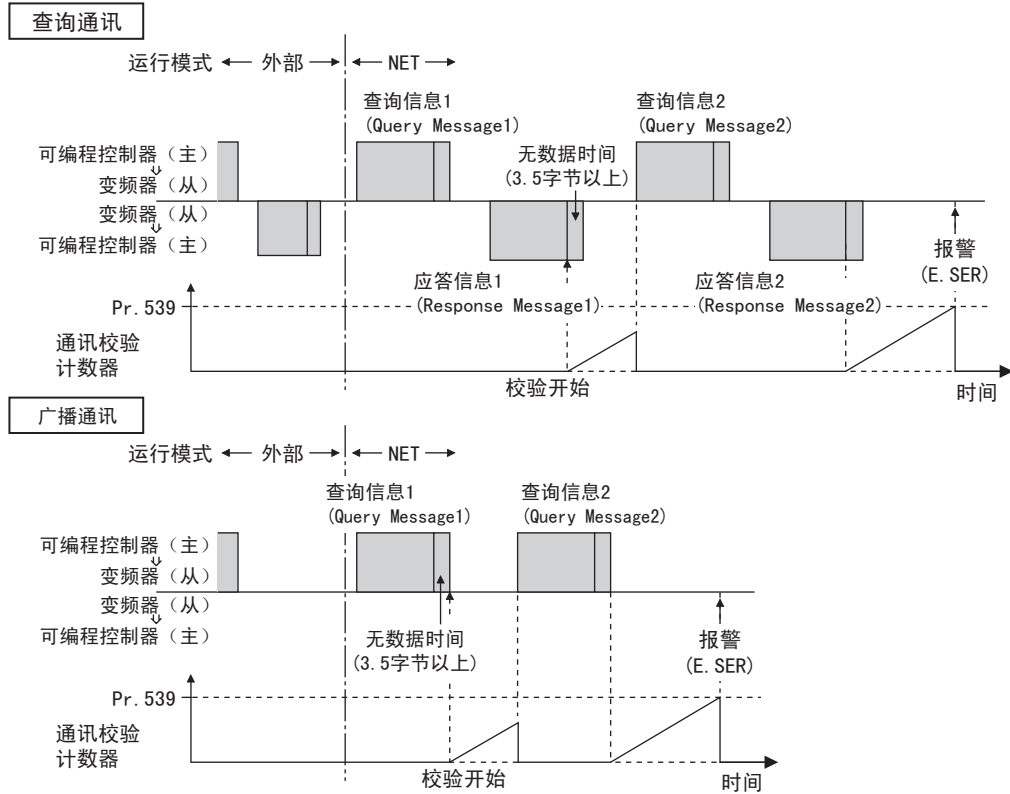 查询通讯
运行模式 外部 NET
查询信息1
(Query Message1)
查询信息2
(Query Message2)
可编程控制器（主）
变频器（从）
变频器（从）
可编程控制器（主）
无数据时间
(3.5字节以上)
应答信息1
(Response Message1)
应答信息2
(Response Message2)
报警
(E.SER)
Pr.539
通讯校验
计数器
校验开始
时间
广播通讯
运行模式 外部 NET
查询信息1
(Query Message1)
查询信息2
(Query Message2)
可编程控制器（主）
变频器（从）
变频器（从）
可编程控制器（主）
无数据时间
(3.5字节以上)
报警
(E.SER)
Pr.539
通讯校验
计数器
校验开始
时间